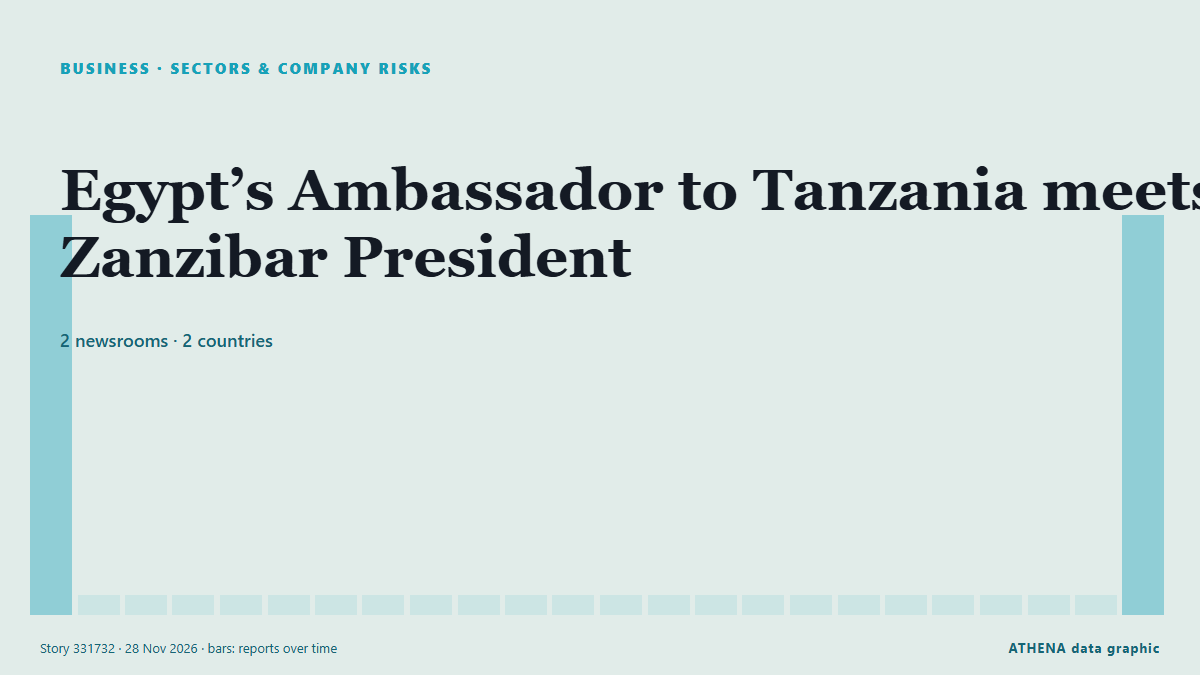 BUSINESS · SECTORS & COMPANY RISKS
Egypt’s Ambassador to Tanzania meets
Zanzibar President
2 newsrooms · 2 countries
Story 331732 · 28 Nov 2026 · bars: reports over time
ATHENA data graphic